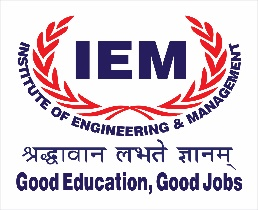 IEM
INSTITUTE OF ENGINEERING & MANAGEMENT
श्रद्धावान लभते ज्ञानम्
Good Education, Good Jobs